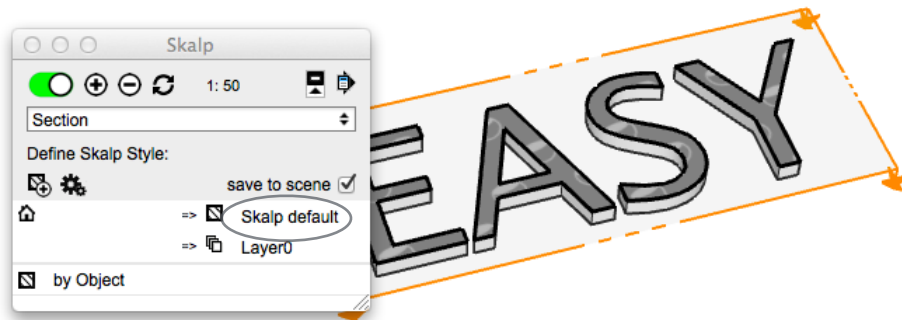 Skalp
1: 50
Section
Define Skalp Style:
save to scene
=> Skalp default
=> Layer0
by Object
EASY